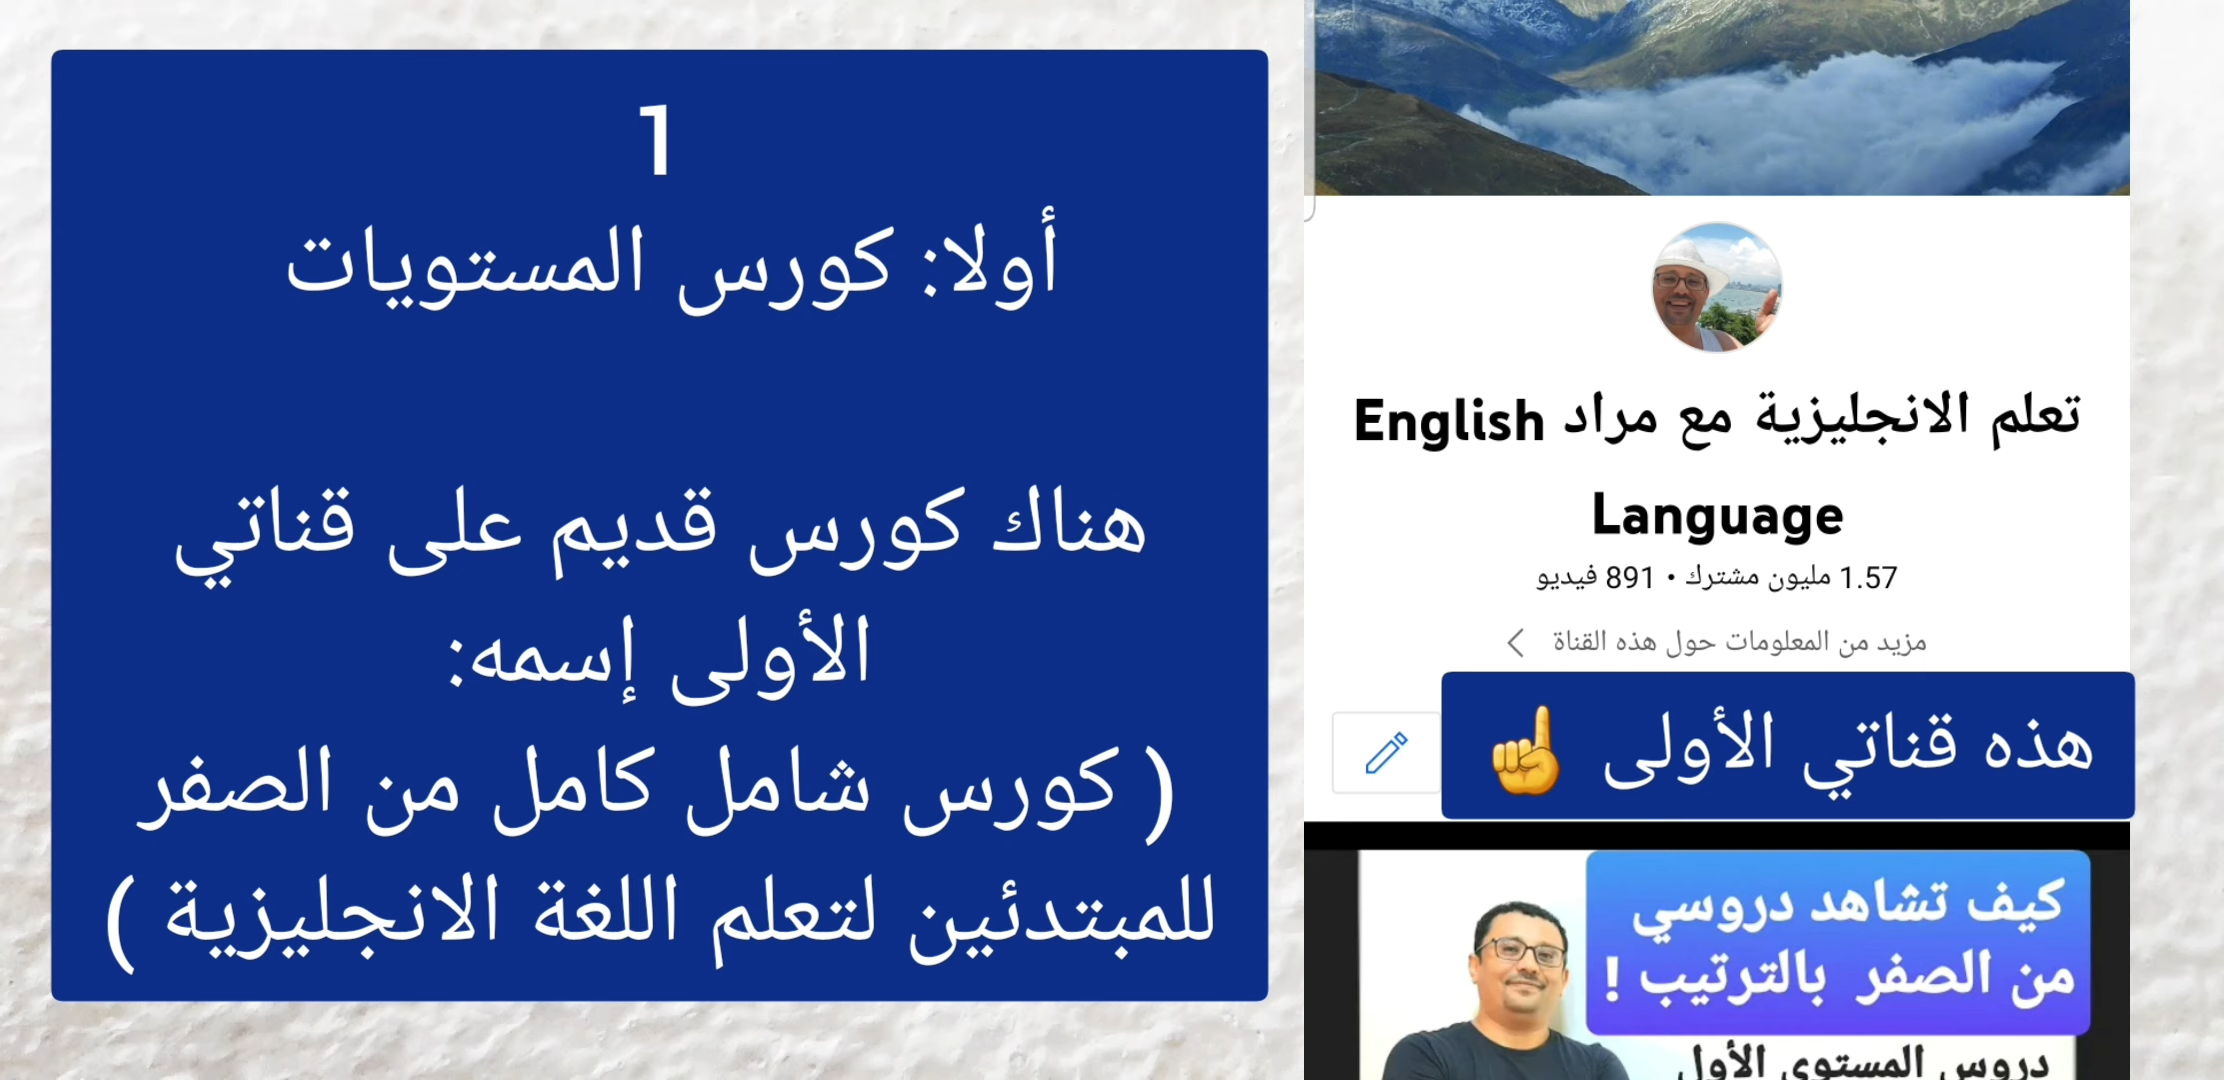 1
أولا: كورس المستويات
هناك كورس قديم على قناتي
الأولى إسمه:
( كورس شامل كامل من الصفر
للمبتدئين لتعلم اللغة الانجليزية )
تعلم الانجليزية مع مراد English
Language
1.57 مليون مشترك • 891 فيديو
مزيد من المعلومات حول هذه القناة
هذه قناتي الأولى ☝️
كيف تشاهد دروسي
من الصفر بالترتيب !
دروس المستوى الأول